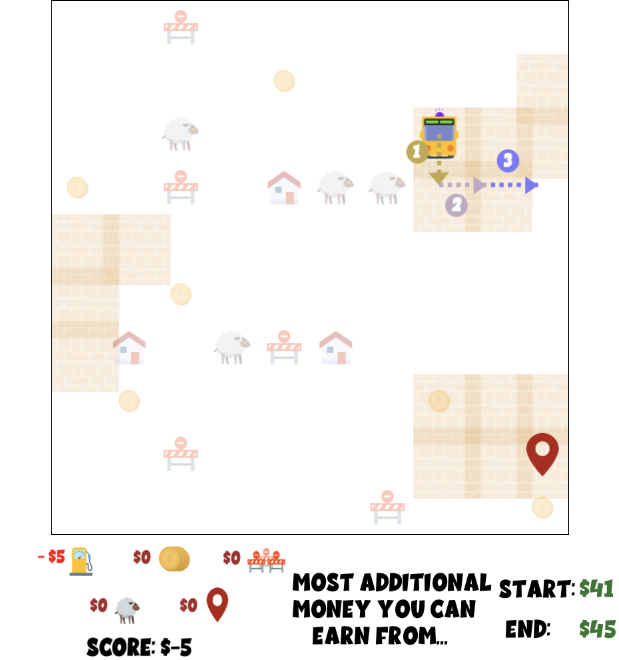 1
3
2
- $5
$0
$0
$0
$0
SCORE: $-5
MOST ADDITIONAL
MONEY YOU CAN
EARN FROM...
START: $41
END: $45